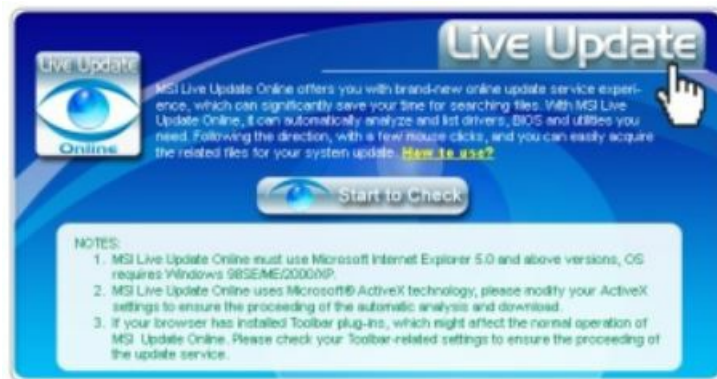 Live Update
Live Update
Online
MSI Live Update Online offers you with brand-new online update service experi-
ence, which can significantly save your time for searching files. With MSI Live
Update Online, it can automatically analyze and list drivers, BIOS and utilities you
need. Following the direction, with a few mouse clicks, and you can easily acquire
the related files for your system update. How to use?
Start to Check
NOTES:
1. MSI Live Update Online must use Microsoft Internet Explorer 5.0 and above versions, OS
requires Windows 98SE/ME/2000/XP.
2. MSI Live Update Online uses Microsoft® ActiveX technology, please modify your ActiveX
settings to ensure the proceeding of the automatic analysis and download.
3. If your browser has installed Toolbar plug-ins, which might affect the normal operation of
MSI Update Online. Please check your Toolbar-related settings to ensure the proceeding of
the update service.